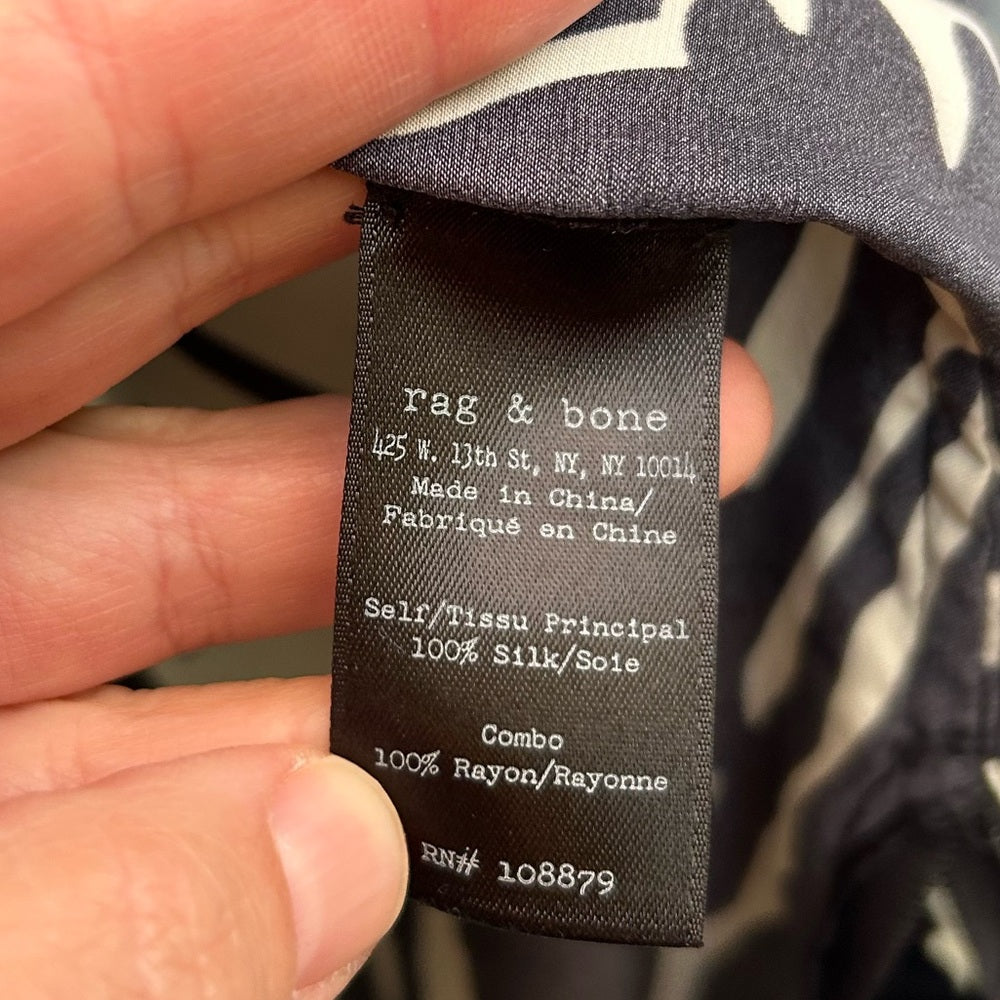 rag & bone
425 W. 13th St, NY, NY 10014
Made in China/
Fabriqué en Chine
Self/Tissu Principal
100% Silk/Soie
Combo
100% Rayon/Rayonne
RN# 108879